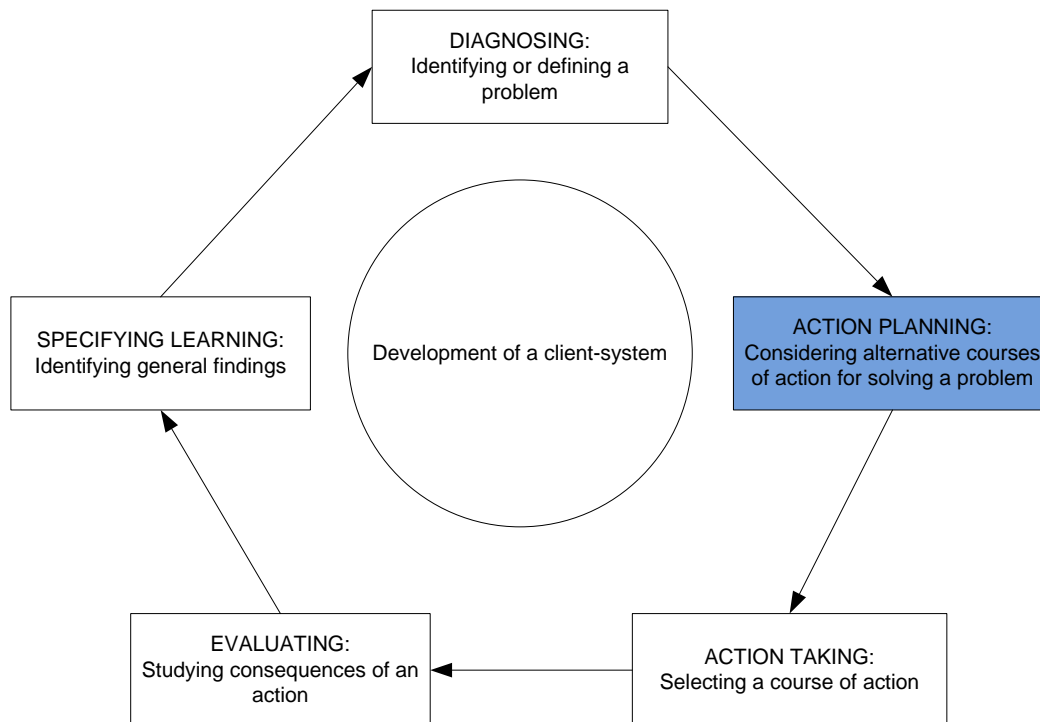 DIAGNOSING:
Identifying or defining a
problem
ACTION PLANNING:
Considering alternative courses
of action for solving a problem
ACTION TAKING:
Selecting a course of action
EVALUATING:
Studying consequences of an
action
SPECIFYING LEARNING:
Identifying general findings
Development of a client-system